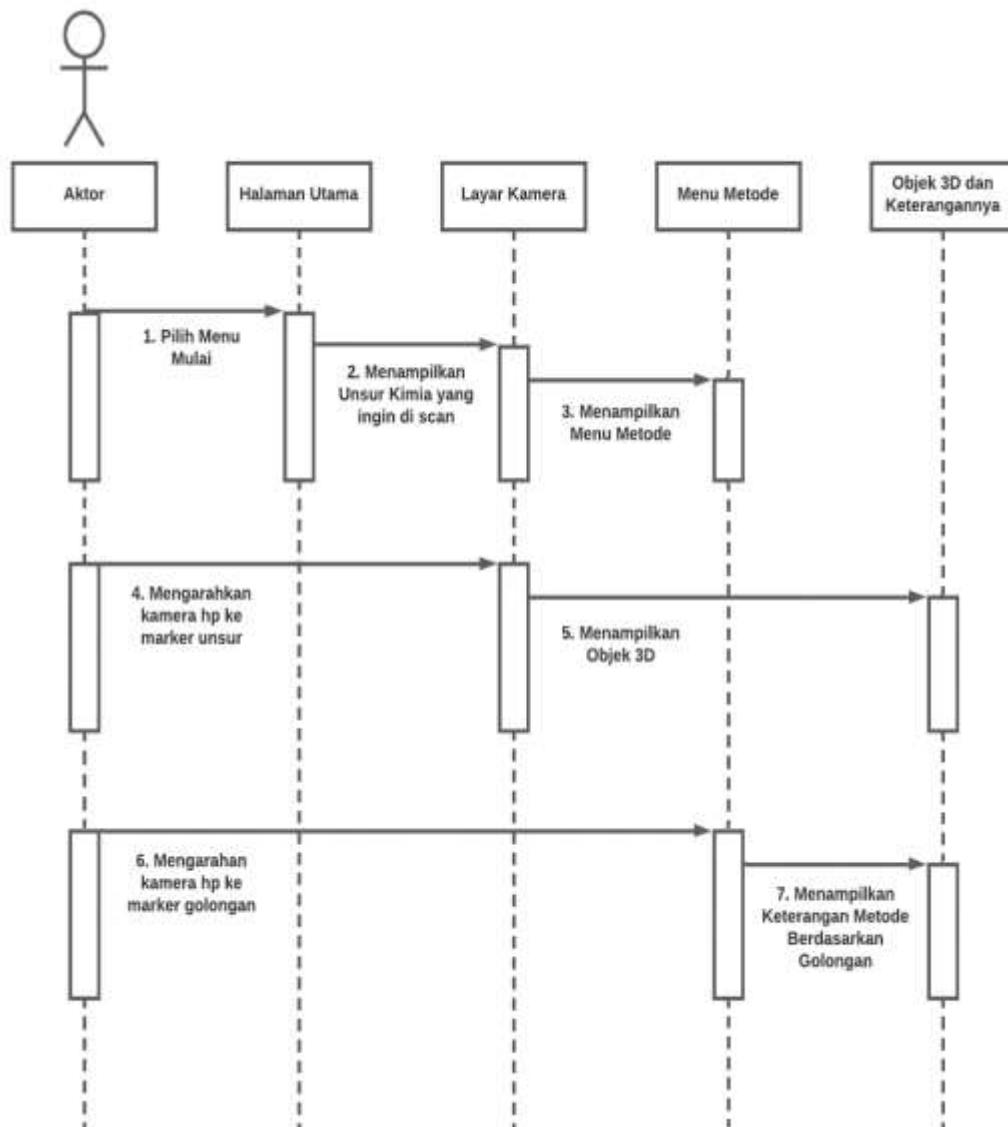 Aktor
Halaman Utama
Layar Kamera
Menu Metode
Objek 3D dan
Keterangannya
1. Pilih Menu
Mulai
2. Menampilkan
Unsur Kimia yang
ingin di scan
3. Menampilkan
Menu Metode
4. Mengarahkan
kamera hp ke
marker unsur
5. Menampilkan
Objek 3D
6. Mengarahan
kamera hp ke
marker golongan
7. Menampilkan
Keterangan Metode
Berdasarkan
Golongan